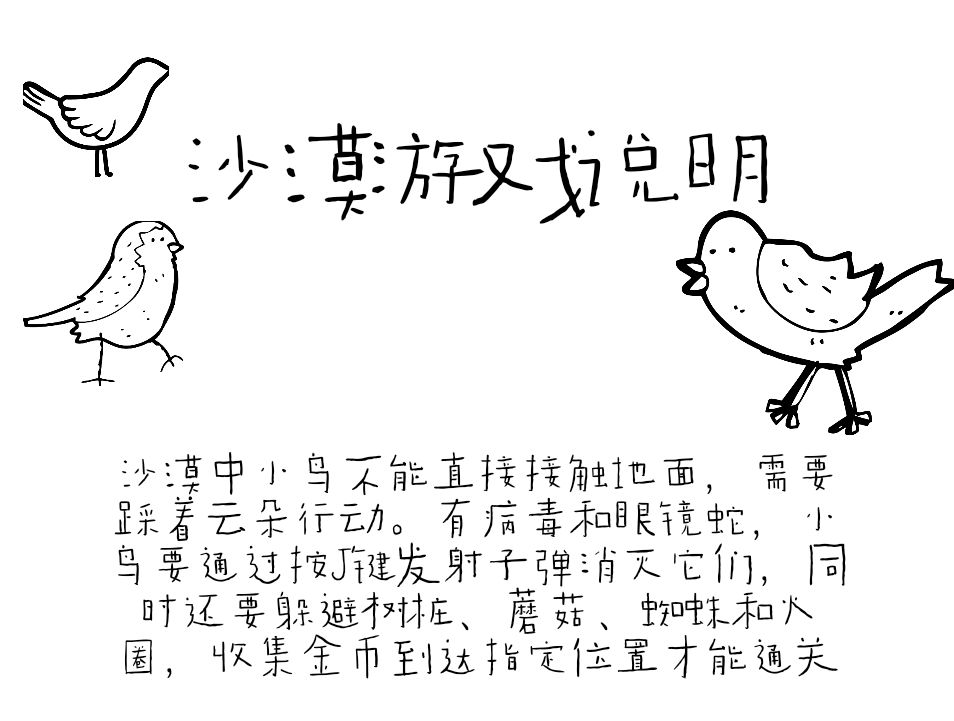 沙漠游戏说明
沙漠中小鸟不能直接接触地面，需要
踩着云朵行动。有病毒和眼镜蛇，小
鸟要通过按J键发射子弹消灭它们，同
时还要躲避树桩、蘑菇、蜘蛛和火
圈，收集金币到达指定位置才能通关